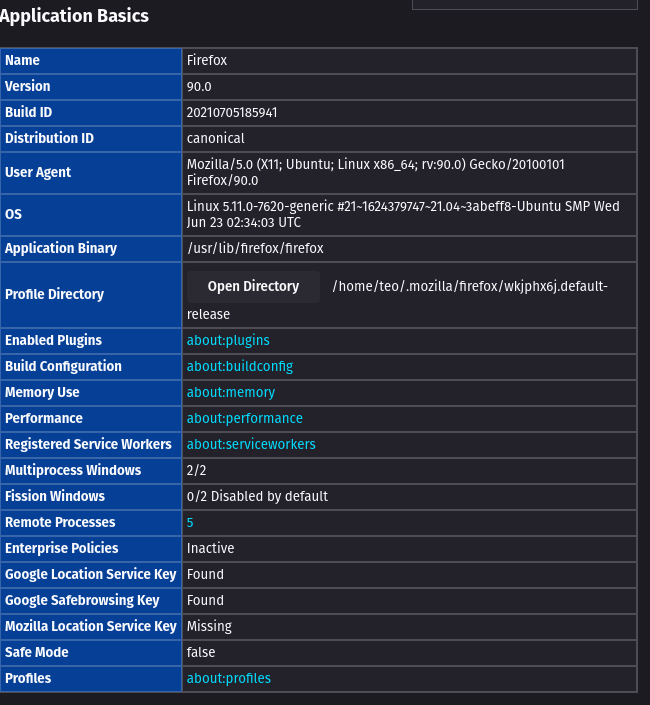 Application Basics
Name Firefox
Version 90.0
Build ID 20210705185941
Distribution ID canonical
User Agent Mozilla/5.0 (X11; Ubuntu; Linux x86_64; rv:90.0) Gecko/20100101
Firefox/90.0
OS Linux 5.11.0-7620-generic #21~1624379747~21.04~3abeff8-Ubuntu SMP Wed
Jun 23 02:34:03 UTC
Application Binary /usr/lib/firefox/firefox
Profile Directory Open Directory /home/teo/.mozilla/firefox/wkjphx6j.default-
release
Enabled Plugins about:plugins
Build Configuration about:buildconfig
Memory Use about:memory
Performance about:performance
Registered Service Workers about:serviceworkers
Multiprocess Windows 2/2
Fission Windows 0/2 Disabled by default
Remote Processes 5
Enterprise Policies Inactive
Google Location Service Key Found
Google Safebrowsing Key Found
Mozilla Location Service Key Missing
Safe Mode false
Profiles about:profiles